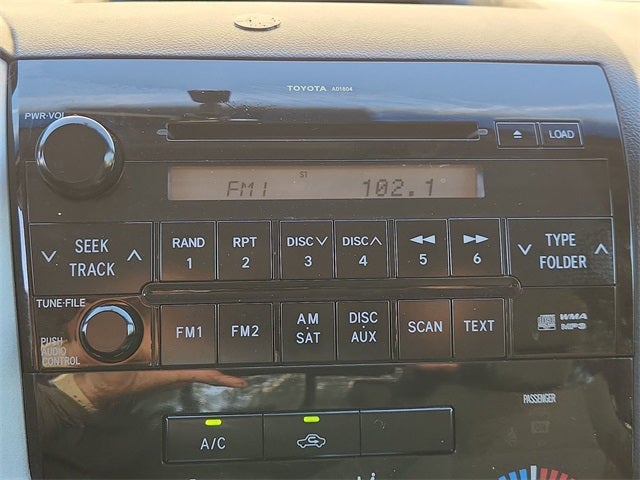 TOYOTA A01804
PWR·VOL
LOAD
S1
FM1 102.1
SEEK TRACK
RAND 1
RPT 2
DISC 3
DISC 4
5
6
TYPE FOLDER
TUNE·FILE
PUSH AUDIO CONTROL
FM1
FM2
AM SAT
DISC AUX
SCAN
TEXT
WMA
MP3
PASSENGER
A/C